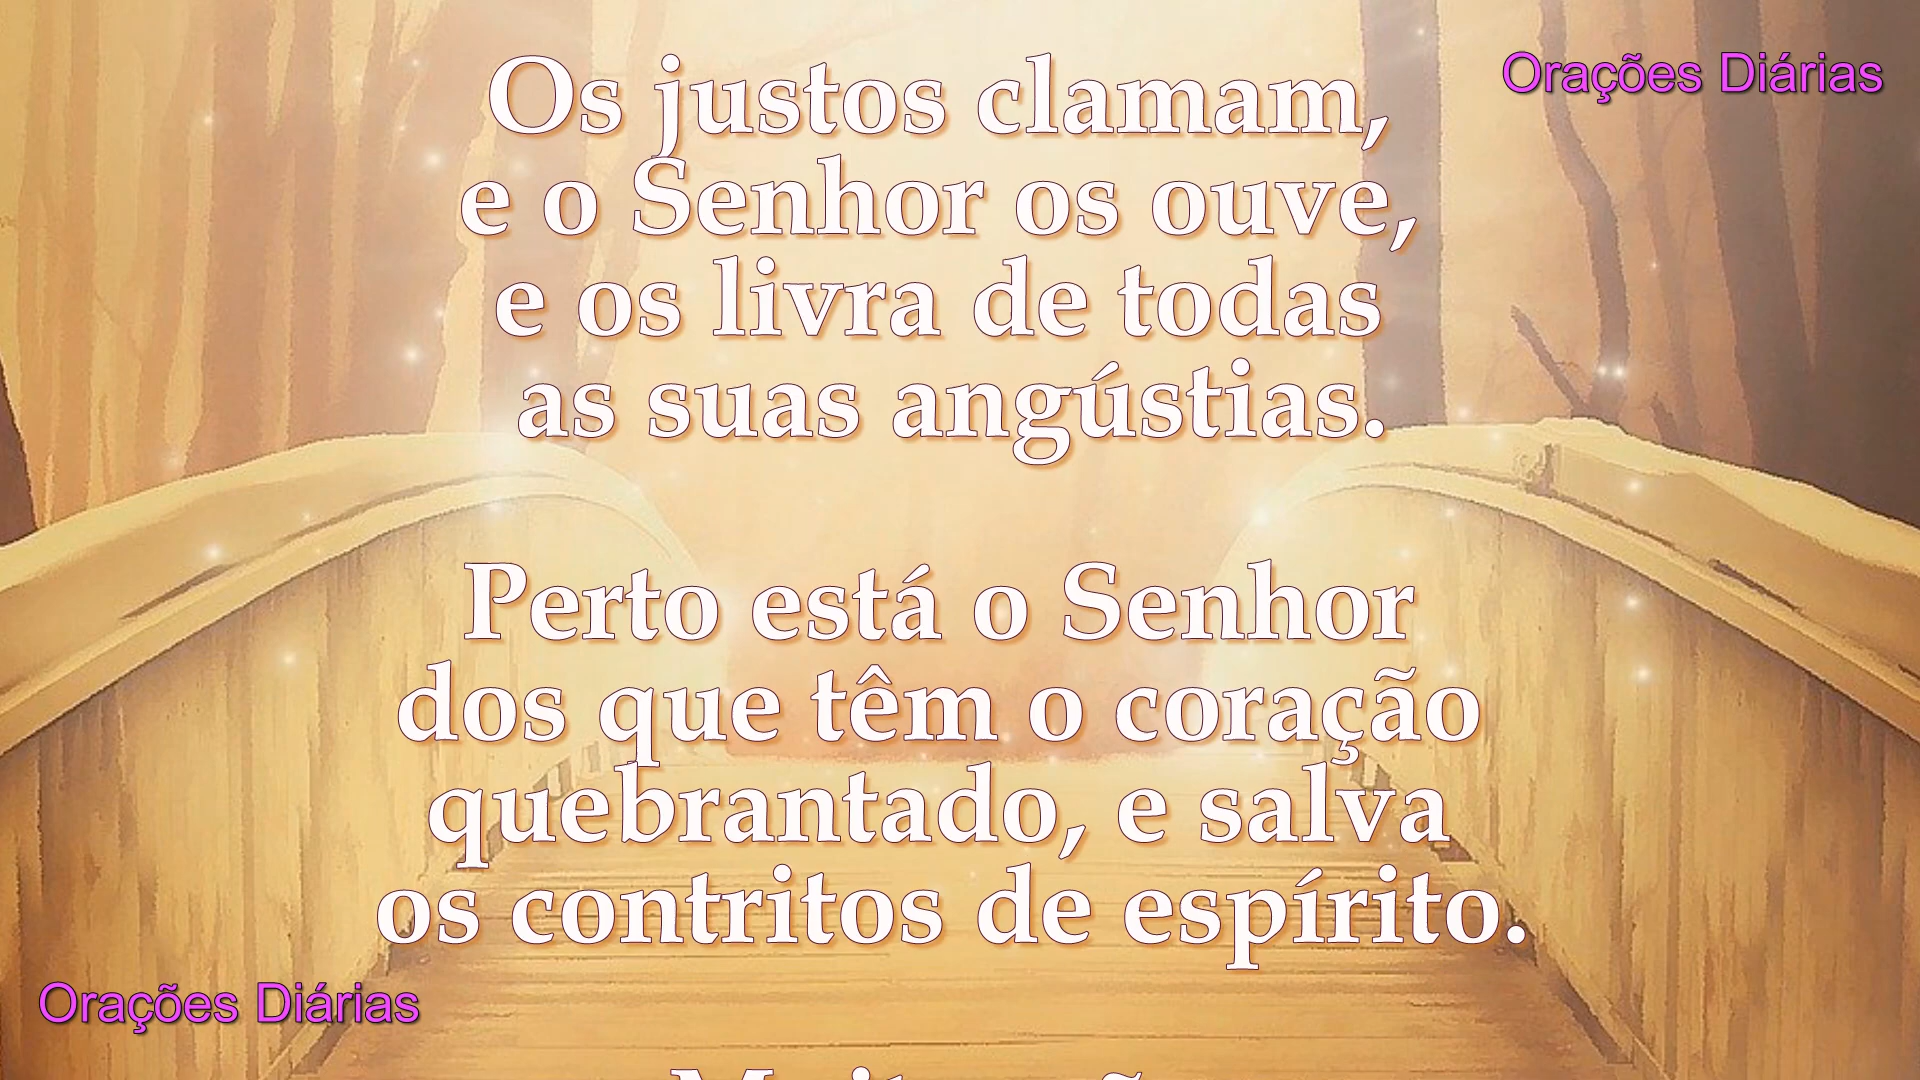 Os justos clamam,
Orações Diárias
e o Senhor os ouve,
e os livra de todas
as suas angústias.
Perto está o Senhor
dos que têm o coração
quebrantado, e salva
os contritos de espírito.
Orações Diárias